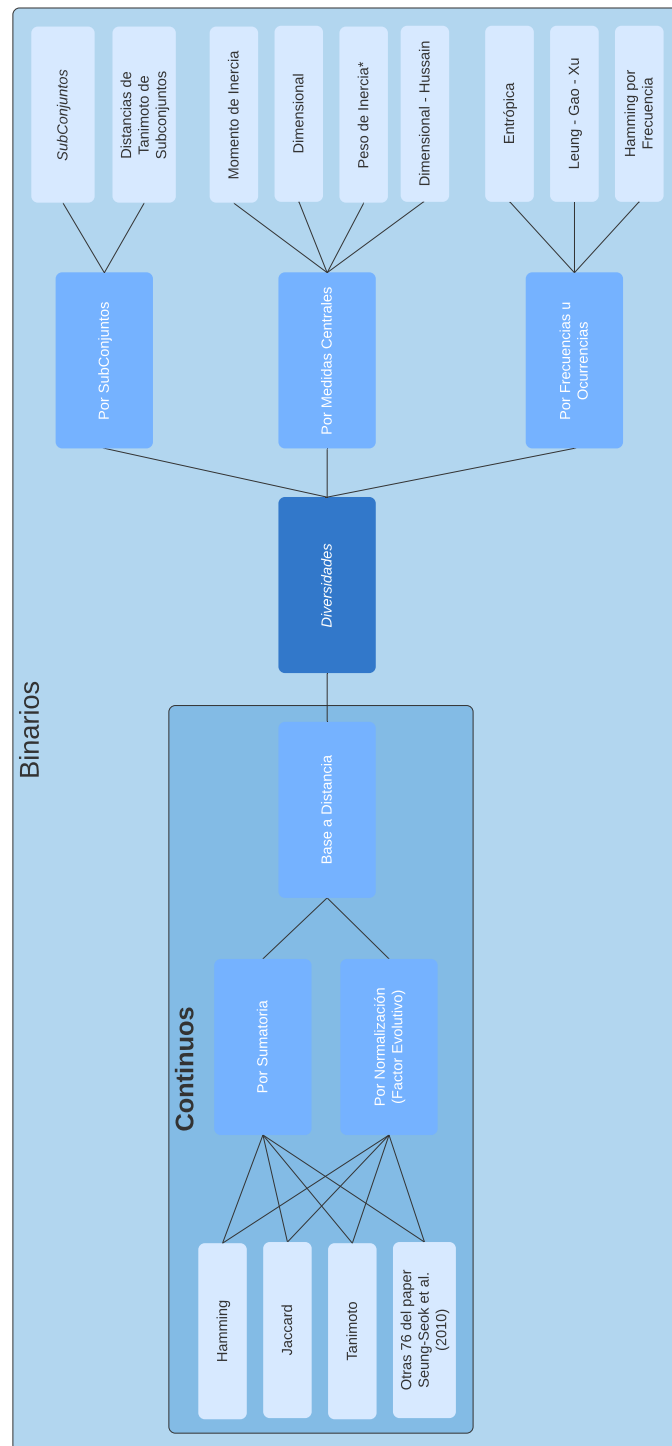 Binarios
Continuos
Hamming
Jaccard
Tanimoto
Otras 76 del paper
Seung-Seok et al.
(2010)
Por Sumatoria
Por Normalización
(Factor Evolutivo)
Base a Distancia
Diversidades
Por SubConjuntos
Por Medidas Centrales
Por Frecuencias u
Ocurrencias
SubConjuntos
Distancias de
Tanimoto de
Subconjuntos
Momento de Inercia
Dimensional
Peso de Inercia*
Dimensional - Hussain
Entrópica
Leung - Gao - Xu
Hamming por
Frecuencia